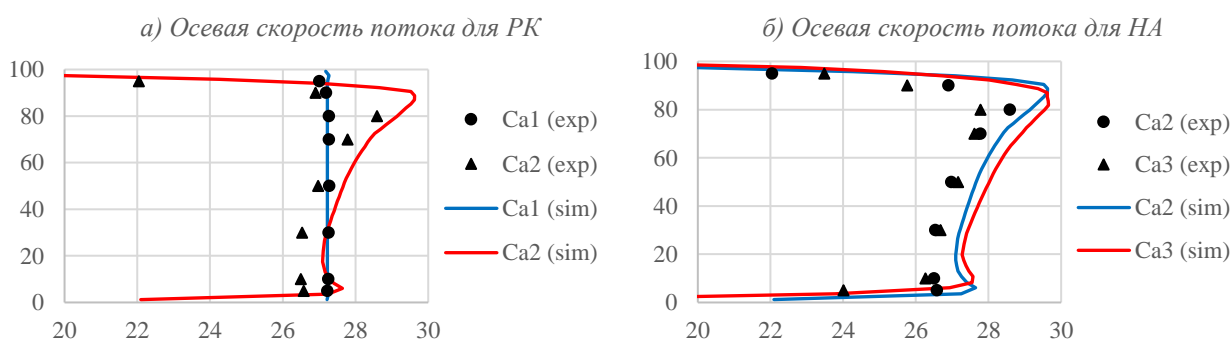 а) Осевая скорость потока для РК
100
80
60
40
20
0
20 22 24 26 28 30
Ca1 (exp)
Ca2 (exp)
Ca1 (sim)
Ca2 (sim)
б) Осевая скорость потока для НА
100
80
60
40
20
0
20 22 24 26 28 30
Ca2 (exp)
Ca3 (exp)
Ca2 (sim)
Ca3 (sim)